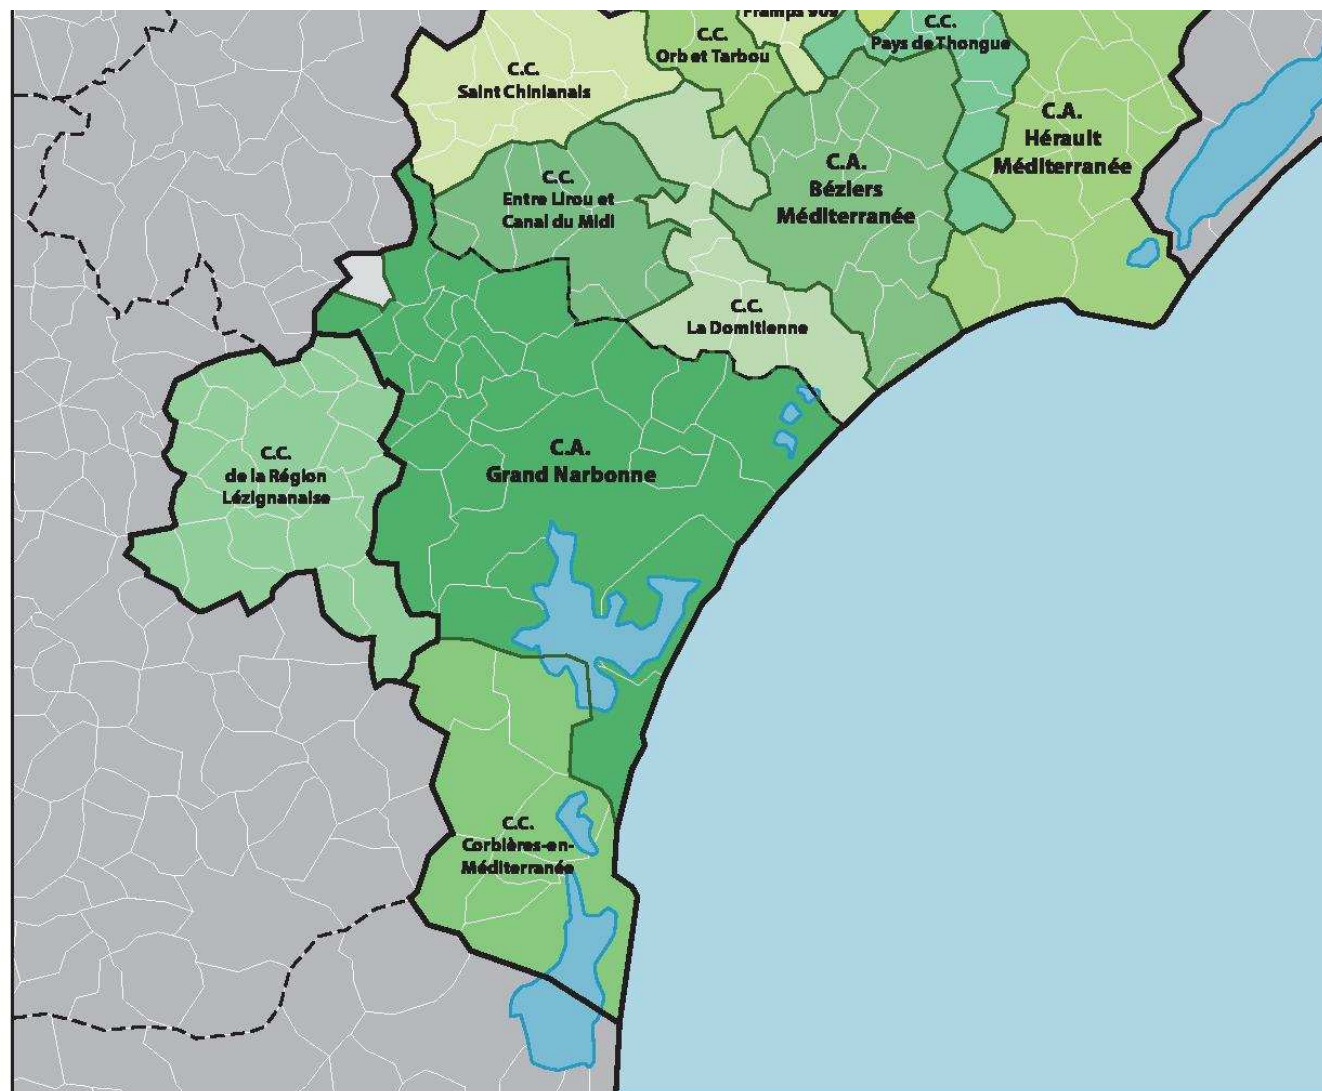 C.C.
Orb et Tarbou
C.C.
Pays de Thongue
C.C.
Saint Chinianais
C.A.
Hérault
Méditerranée
C.A.
Béziers
Méditerranée
C.C.
Entre Lirou et
Canal du Midi
C.C.
La Domitienne
C.A.
Grand Narbonne
C.C.
de la Région
Lézignanaise
C.C.
Corbières-en-
Méditerranée